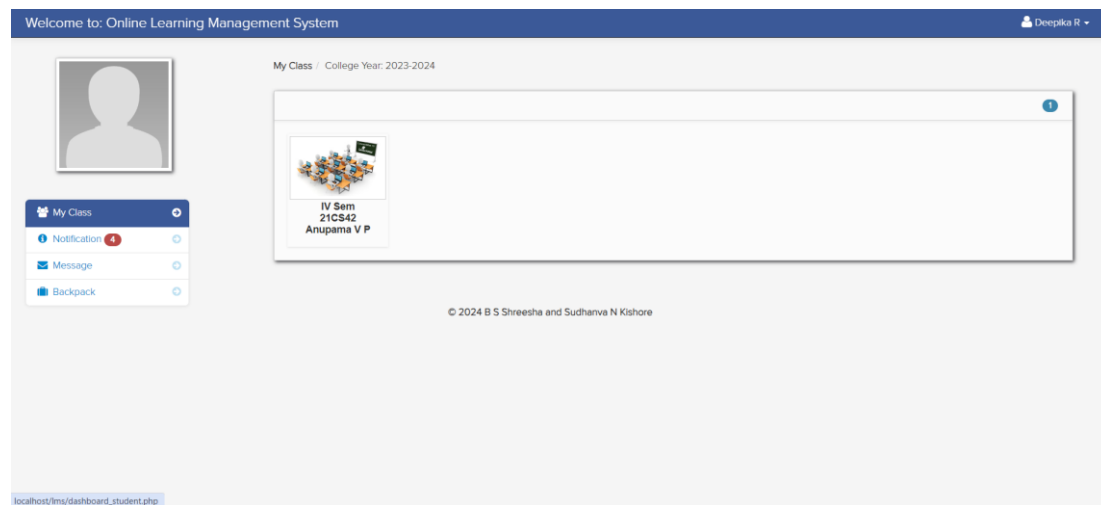 Welcome to: Online Learning Management System
Deepika R
My Class / College Year: 2023-2024
1
IV Sem
21CS42
Anupama V P
My Class
Notification 4
Message
Backpack
© 2024 B S Shreesha and Sudhanva N Kishore
localhost/lms/dashboard_student.php